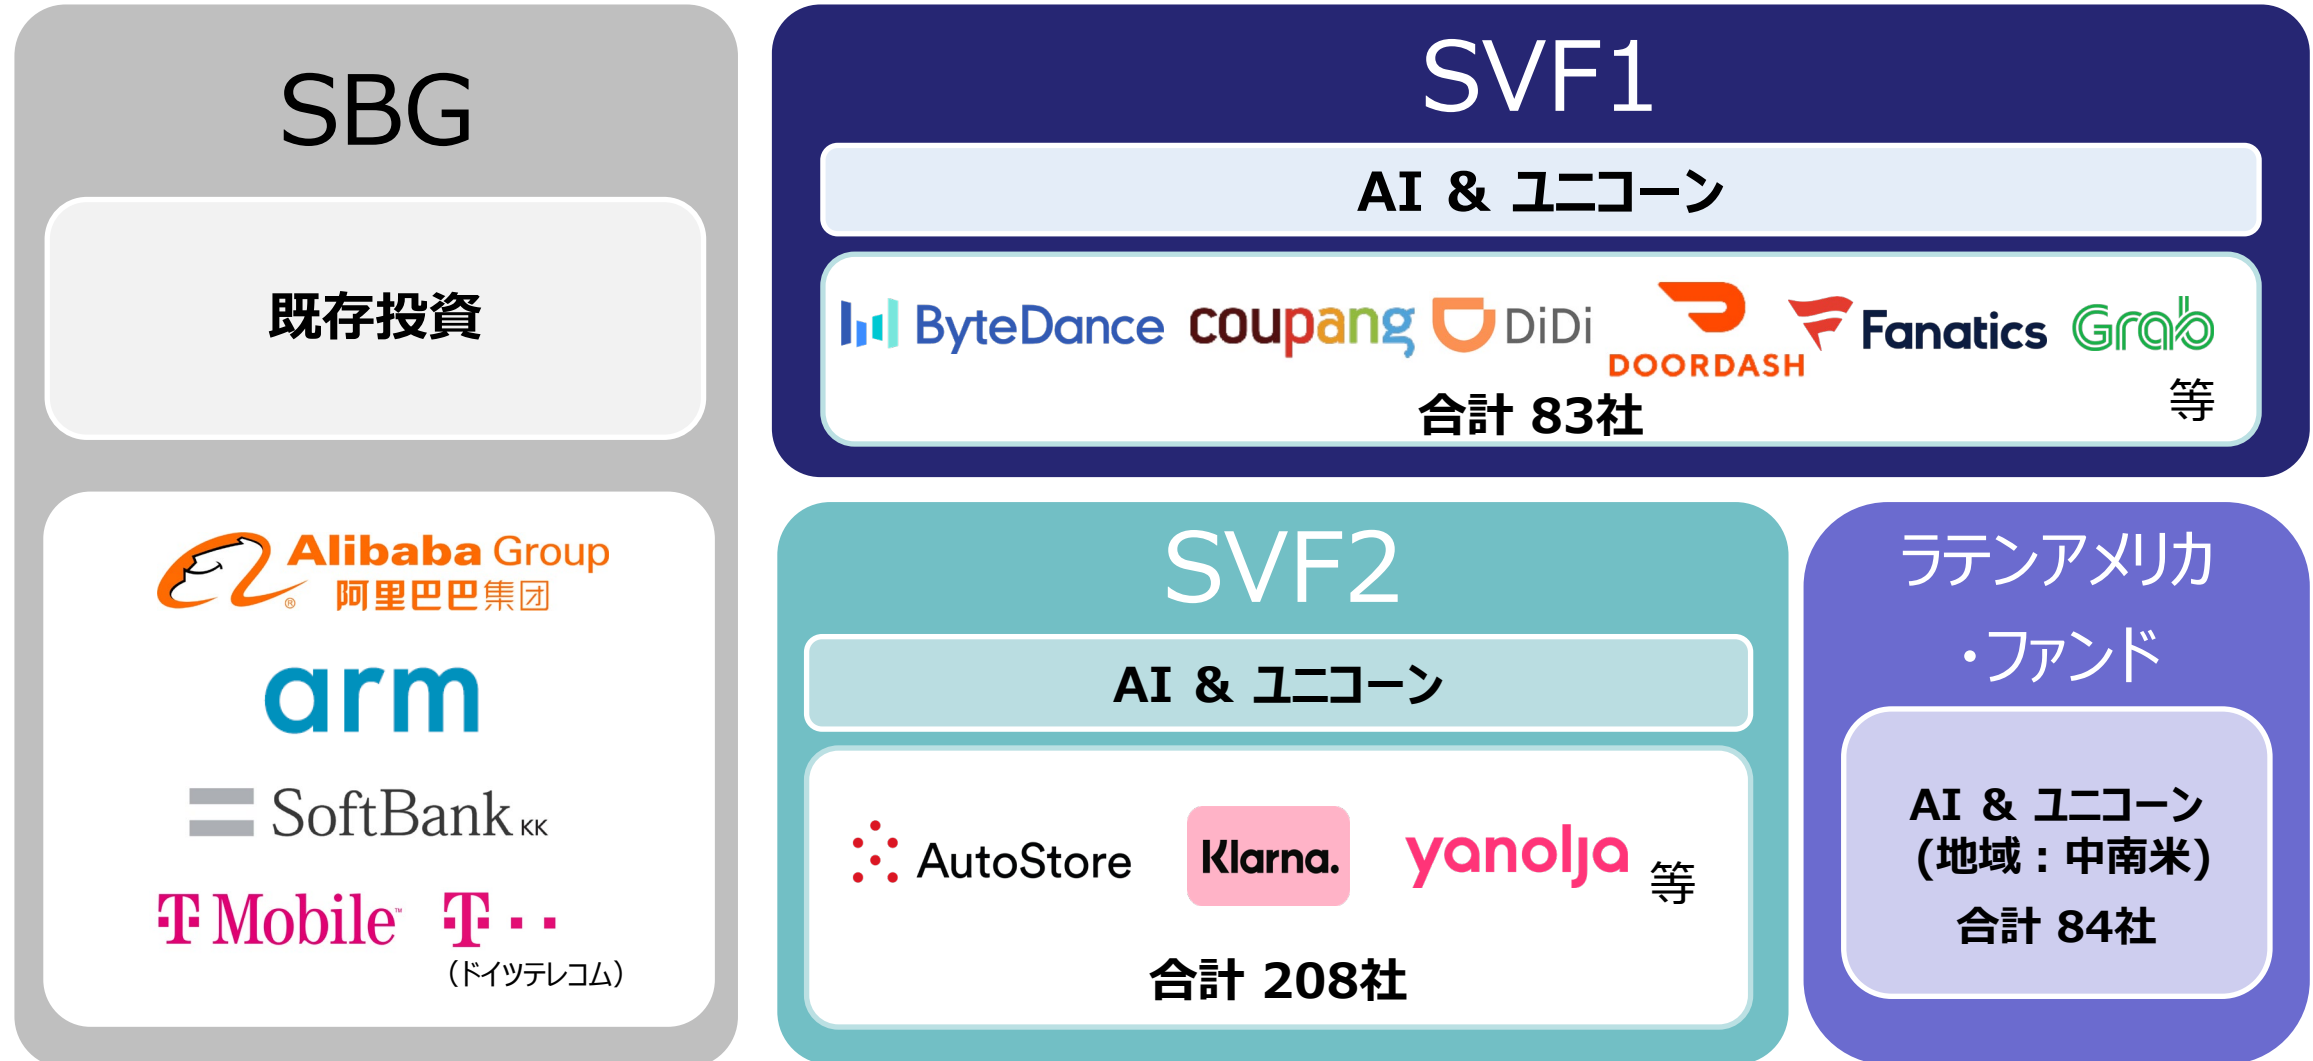 SBG
既存投資
Alibaba Group
阿里巴巴集团
®
arm
SoftBank KK
T Mobile™ T··
（ドイツテレコム）
SVF1
AI & ユニコーン
ByteDance coupang DiDi DOORDASH Fanatics Grab
等
合計 83社
SVF2
AI & ユニコーン
AutoStore Klarna. yanolja 等
合計 208社
ラテンアメリカ
・ファンド
AI & ユニコーン
(地域：中南米)
合計 84社